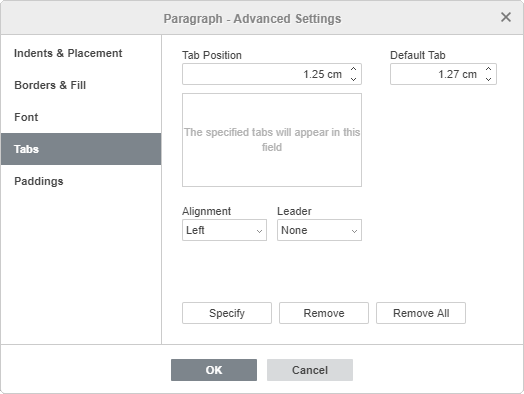 Paragraph - Advanced Settings
Indents & Placement
Borders & Fill
Font
Tabs
Paddings
Tab Position
Default Tab
1.25 cm
1.27 cm
The specified tabs will appear in this
field
Alignment
Leader
Left
None
Specify
Remove
Remove All
OK
Cancel